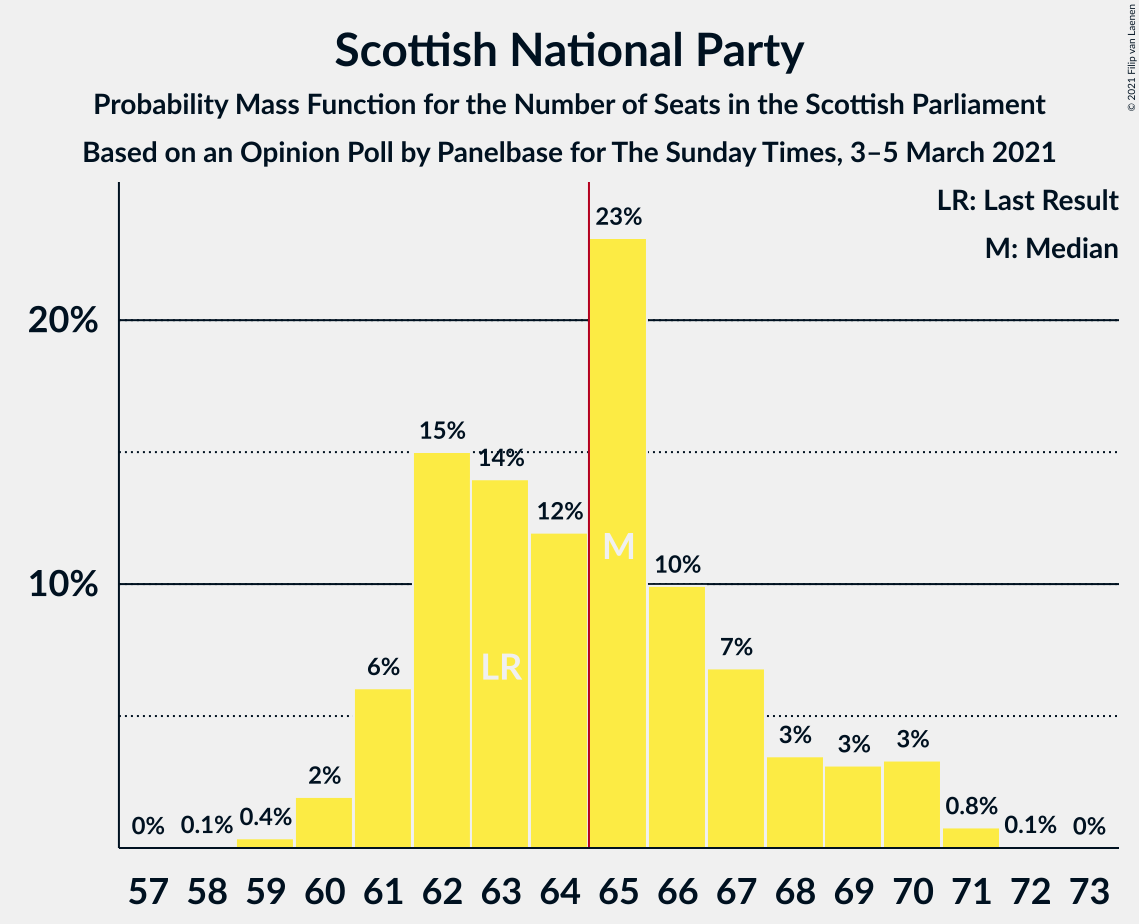 Scottish National Party
Probability Mass Function for the Number of Seats in the Scottish Parliament
Based on an Opinion Poll by Panelbase for The Sunday Times, 3–5 March 2021
© 2021 Filip van Laenen
LR: Last Result
M: Median
20%
10%
0%
0.1%
0.4%
2%
6%
15%
14%
12%
23%
10%
7%
3%
3%
3%
0.8%
0.1%
0%
LR
M
57 58 59 60 61 62 63 64 65 66 67 68 69 70 71 72 73